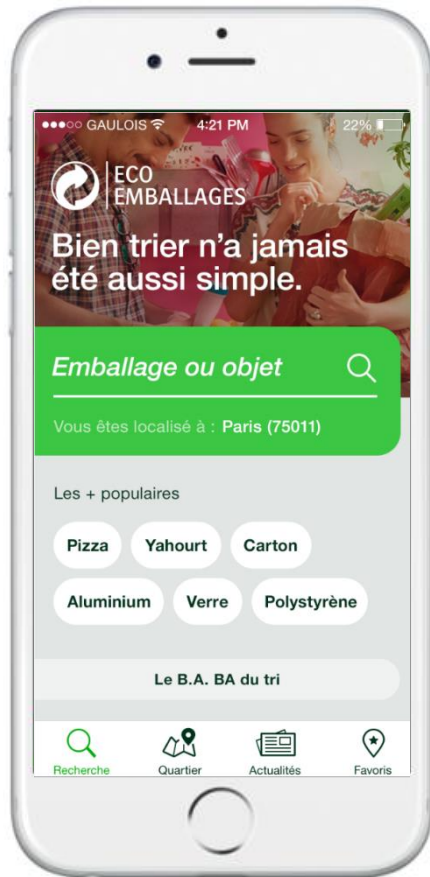 GAULOIS 4:21 PM 22%
ECO
EMBALLAGES
Bien trier n'a jamais
été aussi simple.
Emballage ou objet
Vous êtes localisé à : Paris (75011)
Les + populaires
Pizza Yahourt Carton
Aluminium Verre Polystyrène
Le B.A. BA du tri
Recherche Quartier Actualités Favoris